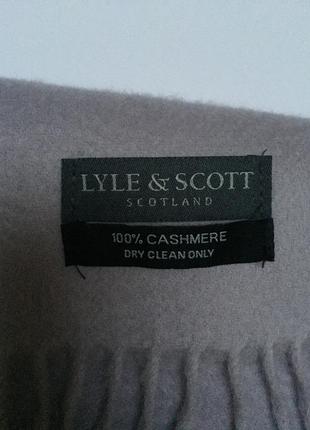 LYLE & SCOTT
SCOTLAND
100% CASHMERE
DRY CLEAN ONLY